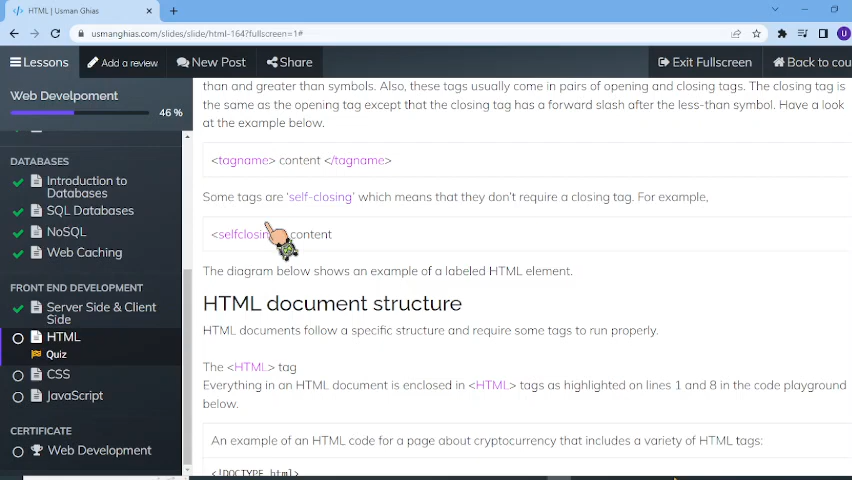 HTML | Usman Ghias
usmanghias.com/slides/slide/html-164?fullscreen=1#
U
Lessons
Add a review
New Post
Share
Exit Fullscreen
Back to cou
Web Develpoment
46 %
DATABASES
Introduction to
Databases
SQL Databases
NoSQL
Web Caching
FRONT END DEVELOPMENT
Server Side & Client
Side
HTML
Quiz
CSS
JavaScript
CERTIFICATE
Web Development
than and greater than symbols. Also, these tags usually come in pairs of opening and closing tags. The closing tag is
the same as the opening tag except that the closing tag has a forward slash after the less-than symbol. Have a look
at the example below.
<tagname> content </tagname>
Some tags are ‘self-closing’ which means that they don’t require a closing tag. For example,
<selfclosin content
The diagram below shows an example of a labeled HTML element.
HTML document structure
HTML documents follow a specific structure and require some tags to run properly.
The <HTML> tag
Everything in an HTML document is enclosed in <HTML> tags as highlighted on lines 1 and 8 in the code playground
below.
An example of an HTML code for a page about cryptocurrency that includes a variety of HTML tags:
<!DOCTYPE html>